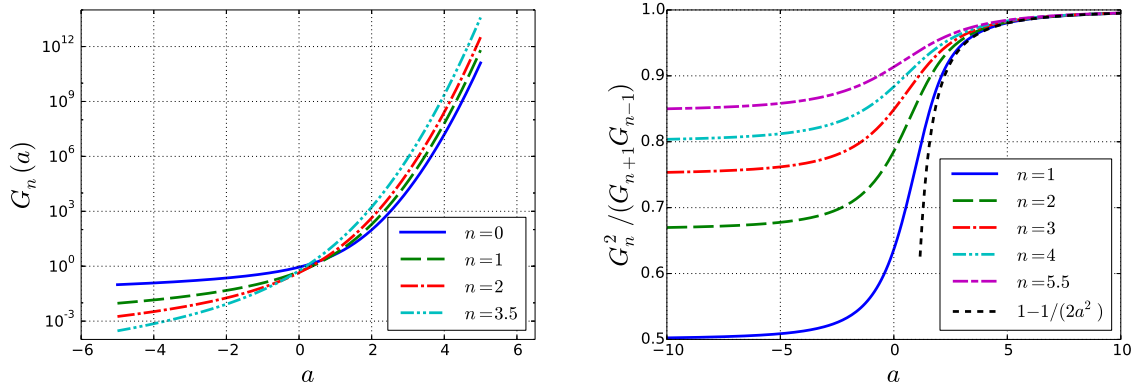 10^{12}
10^{9}
10^{6}
10^{3}
10^{0}
10^{-3}
G_n(a)
−6 −4 −2 0 2 4 6
a
n=0
n=1
n=2
n=3.5
1.0
0.9
0.8
0.7
0.6
0.5
G_n^2/(G_{n+1}G_{n−1})
−10 −5 0 5 10
a
n=1
n=2
n=3
n=4
n=5.5
1−1/(2a^2)